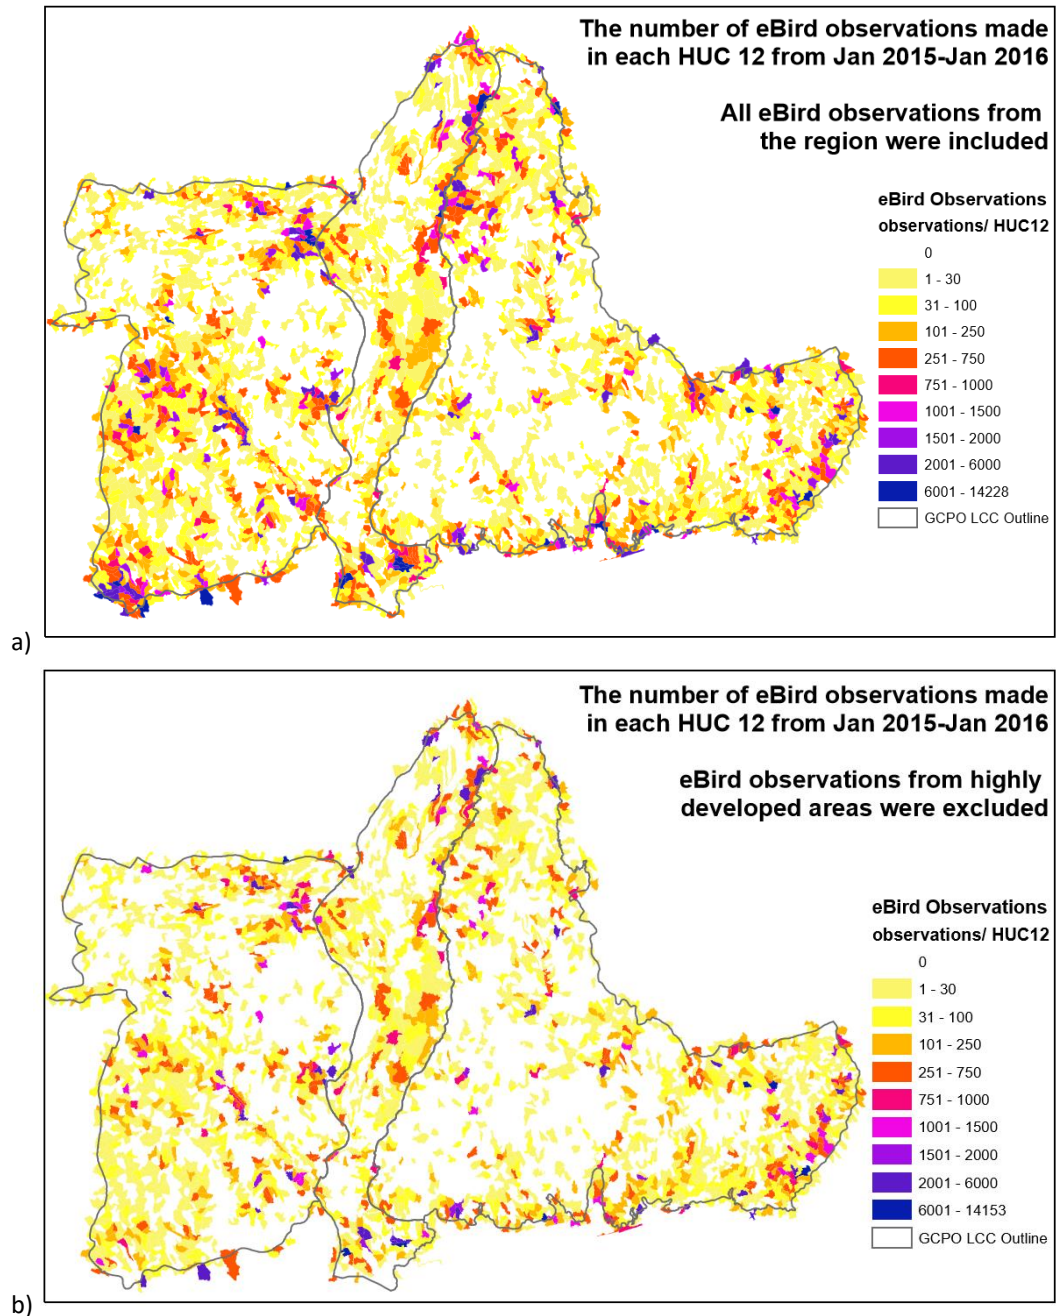 The number of eBird observations made
in each HUC 12 from Jan 2015-Jan 2016
All eBird observations from
the region were included
eBird Observations
observations/ HUC12
0
1 - 30
31 - 100
101 - 250
251 - 750
751 - 1000
1001 - 1500
1501 - 2000
2001 - 6000
6001 - 14228
GCPO LCC Outline
a)
The number of eBird observations made
in each HUC 12 from Jan 2015-Jan 2016
eBird observations from highly
developed areas were excluded
eBird Observations
observations/ HUC12
0
1 - 30
31 - 100
101 - 250
251 - 750
751 - 1000
1001 - 1500
1501 - 2000
2001 - 6000
6001 - 14153
GCPO LCC Outline
b)